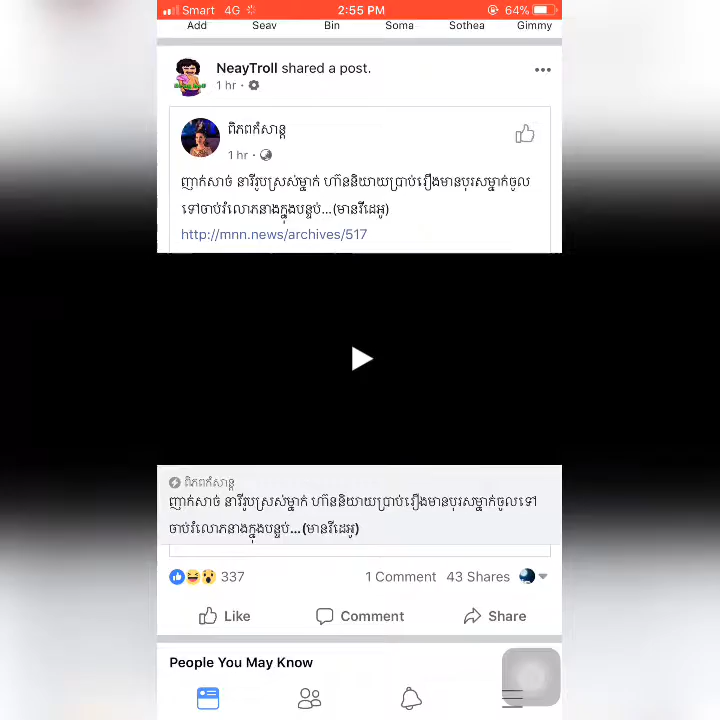 Smart 4G 2:55 PM 64%
Add Seav Bin Soma Sothea Gimmy
NeayTroll shared a post.
1 hr
ពិភពកំសាន្ត
1 hr
ញាក់សាច់ នារីរូបស្រស់ម្នាក់ ហ៊ាននិយាយប្រាប់រឿងមានបុរសម្នាក់ចូល
ទៅចាប់រំលោភនាងក្នុងបន្ទប់...(មានវីដេអូ)
http://mnn.news/archives/517
ពិភពកំសាន្ត
ញាក់សាច់ នារីរូបស្រស់ម្នាក់ ហ៊ាននិយាយប្រាប់រឿងមានបុរសម្នាក់ចូលទៅ
ចាប់រំលោភនាងក្នុងបន្ទប់...(មានវីដេអូ)
337 1 Comment 43 Shares
Like Comment Share
People You May Know